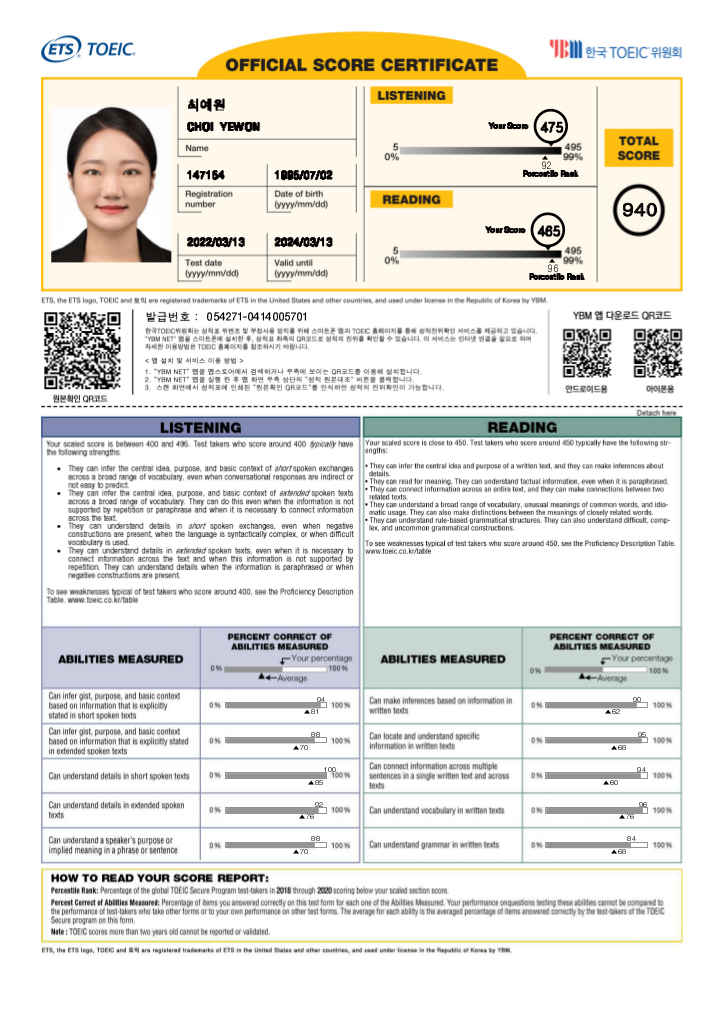 ETS TOEIC
YBM 한국TOEIC위원회
OFFICIAL SCORE CERTIFICATE
최예원
CHOI YEWON
Name
147154
Registration
number
1995/07/02
Date of birth
(yyyy/mm/dd)
2022/03/13
Test date
(yyyy/mm/dd)
2024/03/13
Valid until
(yyyy/mm/dd)
LISTENING
Your Score 475
5 495
0% 99%
92
Percentile Rank
READING
Your Score 465
5 495
0% 99%
96
Percentile Rank
TOTAL
SCORE
940
ETS, the ETS logo, TOEIC and 토익 are registered trademarks of ETS in the United States and other countries, and used under license in the Republic of Korea by YBM.
원본확인 QR코드
발급번호 : 054271-0414005701
한국TOEIC위원회는 성적표 위변조 및 부정사용 방지를 위해 스마트폰 앱과 TOEIC 홈페이지를 통해 성적진위확인 서비스를 제공하고 있습니다.
"YBM NET" 앱을 스마트폰에 설치한 후, 성적표 좌측의 QR코드로 성적의 진위를 확인할 수 있습니다. 이 서비스는 인터넷 연결을 필요로 하며
자세한 이용방법은 TOEIC 홈페이지를 참조하시기 바랍니다.
< 앱 설치 및 서비스 이용 방법 >
1. "YBM NET" 앱을 앱스토어에서 검색하거나 우측에 보이는 QR코드를 이용해 설치합니다.
2. "YBM NET" 앱을 실행 한 후 앱 화면 우측 상단의 "성적 원본대조" 버튼을 클릭합니다.
3. 스캔 화면에서 성적표에 인쇄된 "원본확인 QR코드"를 인식하면 성적의 진위확인이 가능합니다.
YBM 앱 다운로드 QR코드
안드로이드용 아이폰용
Detach here
LISTENING
Your scaled score is between 400 and 495. Test takers who score around 400 typically have
the following strengths:
• They can infer the central idea, purpose, and basic context of short spoken exchanges
across a broad range of vocabulary, even when conversational responses are indirect or
not easy to predict.
• They can infer the central idea, purpose, and basic context of extended spoken texts
across a broad range of vocabulary. They can do this even when the information is not
supported by repetition or paraphrase and when it is necessary to connect information
across the text.
• They can understand details in short spoken exchanges, even when negative
constructions are present, when the language is syntactically complex, or when difficult
vocabulary is used.
• They can understand details in extended spoken texts, even when it is necessary to
connect information across the text and when this information is not supported by
repetition. They can understand details when the information is paraphrased or when
negative constructions are present.
To see weaknesses typical of test takers who score around 400, see the Proficiency Description
Table. www.toeic.co.kr/table
READING
Your scaled score is close to 450. Test takers who score around 450 typically have the following str-
engths:
• They can infer the central idea and purpose of a written text, and they can make inferences about
details.
• They can read for meaning. They can understand factual information, even when it is paraphrased.
• They can connect information across an entire text, and they can make connections between two
related texts.
• They can understand a broad range of vocabulary, unusual meanings of common words, and idio-
matic usage. They can also make distinctions between the meanings of closely related words.
• They can understand rule-based grammatical structures. They can also understand difficult, comp-
lex, and uncommon grammatical constructions.
To see weaknesses typical of test takers who score around 450, see the Proficiency Description Table.
www.toeic.co.kr/table
ABILITIES MEASURED
PERCENT CORRECT OF
ABILITIES MEASURED
Your percentage
0% 100%
Average
Can infer gist, purpose, and basic context
based on information that is explicitly
stated in short spoken texts
0% 94 100%
81
Can infer gist, purpose, and basic context
based on information that is explicitly stated
in extended spoken texts
0% 88 100%
70
Can understand details in short spoken texts
0% 100 100%
85
Can understand details in extended spoken
texts
0% 92 100%
76
Can understand a speaker's purpose or
implied meaning in a phrase or sentence
0% 88 100%
70
ABILITIES MEASURED
PERCENT CORRECT OF
ABILITIES MEASURED
Your percentage
0% 100%
Average
Can make inferences based on information in
written texts
0% 90 100%
62
Can locate and understand specific
information in written texts
0% 95 100%
68
Can connect information across multiple
sentences in a single written text and across
texts
0% 94 100%
60
Can understand vocabulary in written texts
0% 96 100%
76
Can understand grammar in written texts
0% 84 100%
68
HOW TO READ YOUR SCORE REPORT:
Percentile Rank: Percentage of the global TOEIC Secure Program test-takers in 2018 through 2020 scoring below your scaled section score.
Percent Correct of Abilities Measured: Percentage of items you answered correctly on this test form for each one of the Abilities Measured. Your performance onquestions testing these abilities cannot be compared to
the performance of test-takers who take other forms or to your own performance on other test forms. The average for each ability is the averaged percentage of items answered correctly by the test-takers of the TOEIC
Secure program on this form.
Note : TOEIC scores more than two years old cannot be reported or validated.
ETS, the ETS logo, TOEIC and 토익 are registered trademarks of ETS in the United States and other countries, and used under license in the Republic of Korea by YBM.